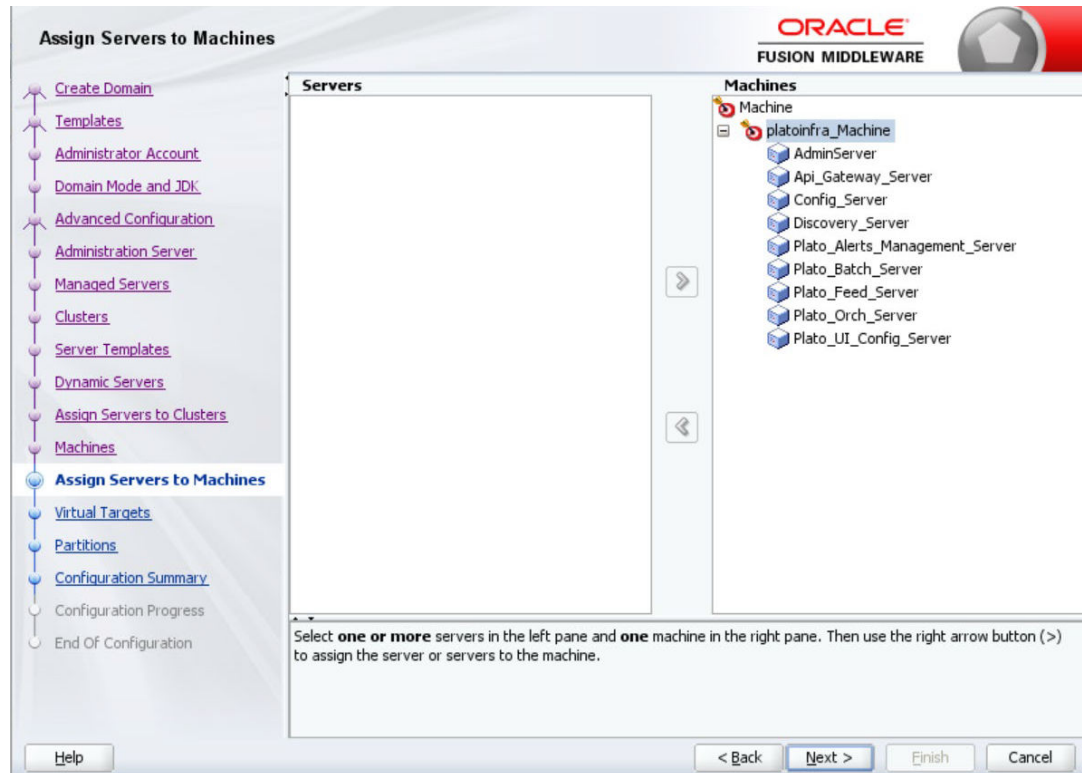 Assign Servers to Machines
ORACLE
FUSION MIDDLEWARE
Create Domain
Templates
Administrator Account
Domain Mode and JDK
Advanced Configuration
Administration Server
Managed Servers
Clusters
Server Templates
Dynamic Servers
Assign Servers to Clusters
Machines
Assign Servers to Machines
Virtual Targets
Partitions
Configuration Summary
Configuration Progress
End Of Configuration
Servers
Machines
Machine
platoinfra_Machine
AdminServer
Api_Gateway_Server
Config_Server
Discovery_Server
Plato_Alerts_Management_Server
Plato_Batch_Server
Plato_Feed_Server
Plato_Orch_Server
Plato_UI_Config_Server
Select one or more servers in the left pane and one machine in the right pane. Then use the right arrow button (>)
to assign the server or servers to the machine.
Help
< Back
Next >
Finish
Cancel